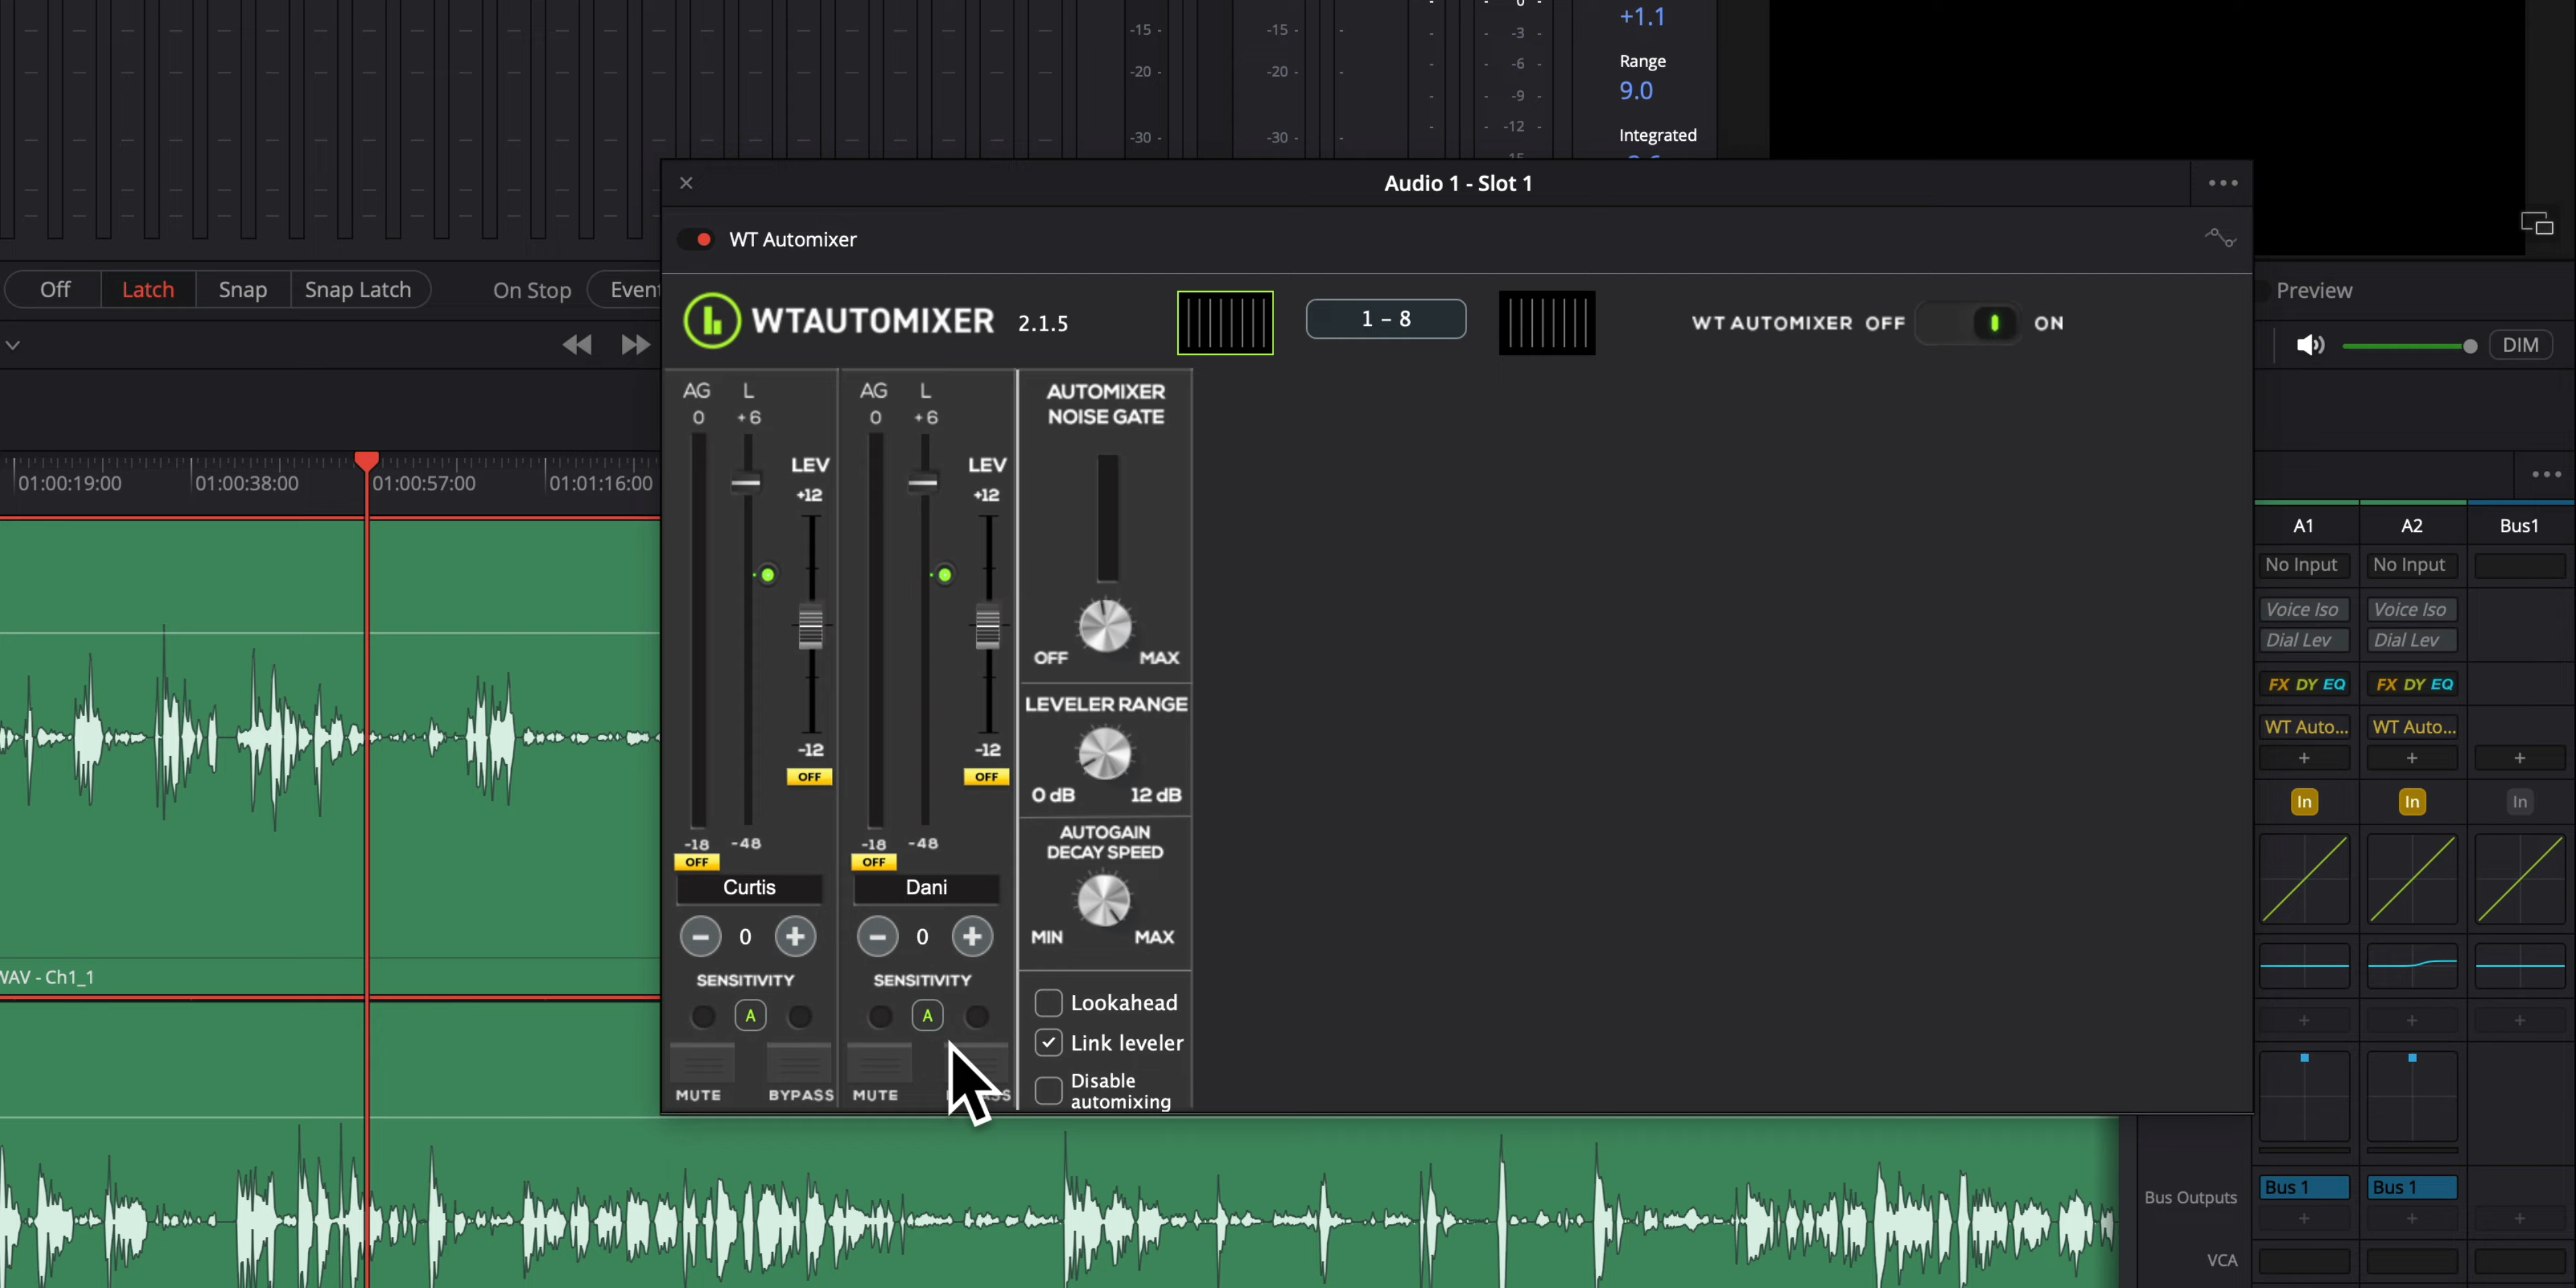 -15 -
-15 -
-
0
-
+1.1
-3
-20 -
-20 -
-6
Range
-9
9.0
-12
-30 -
-30 -
Integrated
Audio 1 - Slot 1
WT Automixer
Off
Latch
Snap
Snap Latch
On Stop
Event
WTAUTOMIXER 2.1.5
1 – 8
WT AUTOMIXER OFF
ON
Preview
DIM
AG L
0 +6
LEV
+12
-12
OFF
-18 -48
OFF
Curtis
0
SENSITIVITY
A
MUTE BYPASS
AG L
0 +6
LEV
+12
-12
OFF
-18 -48
OFF
Dani
0
SENSITIVITY
A
MUTE
AUTOMIXER
NOISE GATE
OFF MAX
LEVELER RANGE
0 dB 12 dB
AUTOGAIN
DECAY SPEED
MIN MAX
Lookahead
Link leveler
Disable
automixing
01:00:19:00 01:00:38:00 01:00:57:00 01:01:16:00
WAV - Ch1_1
A1 A2 Bus1
No Input No Input
Voice Iso Voice Iso
Dial Lev Dial Lev
FX DY EQ FX DY EQ
WT Auto... WT Auto...
+ + +
In In In
+ + +
Bus Outputs Bus 1 Bus 1
+ + +
VCA